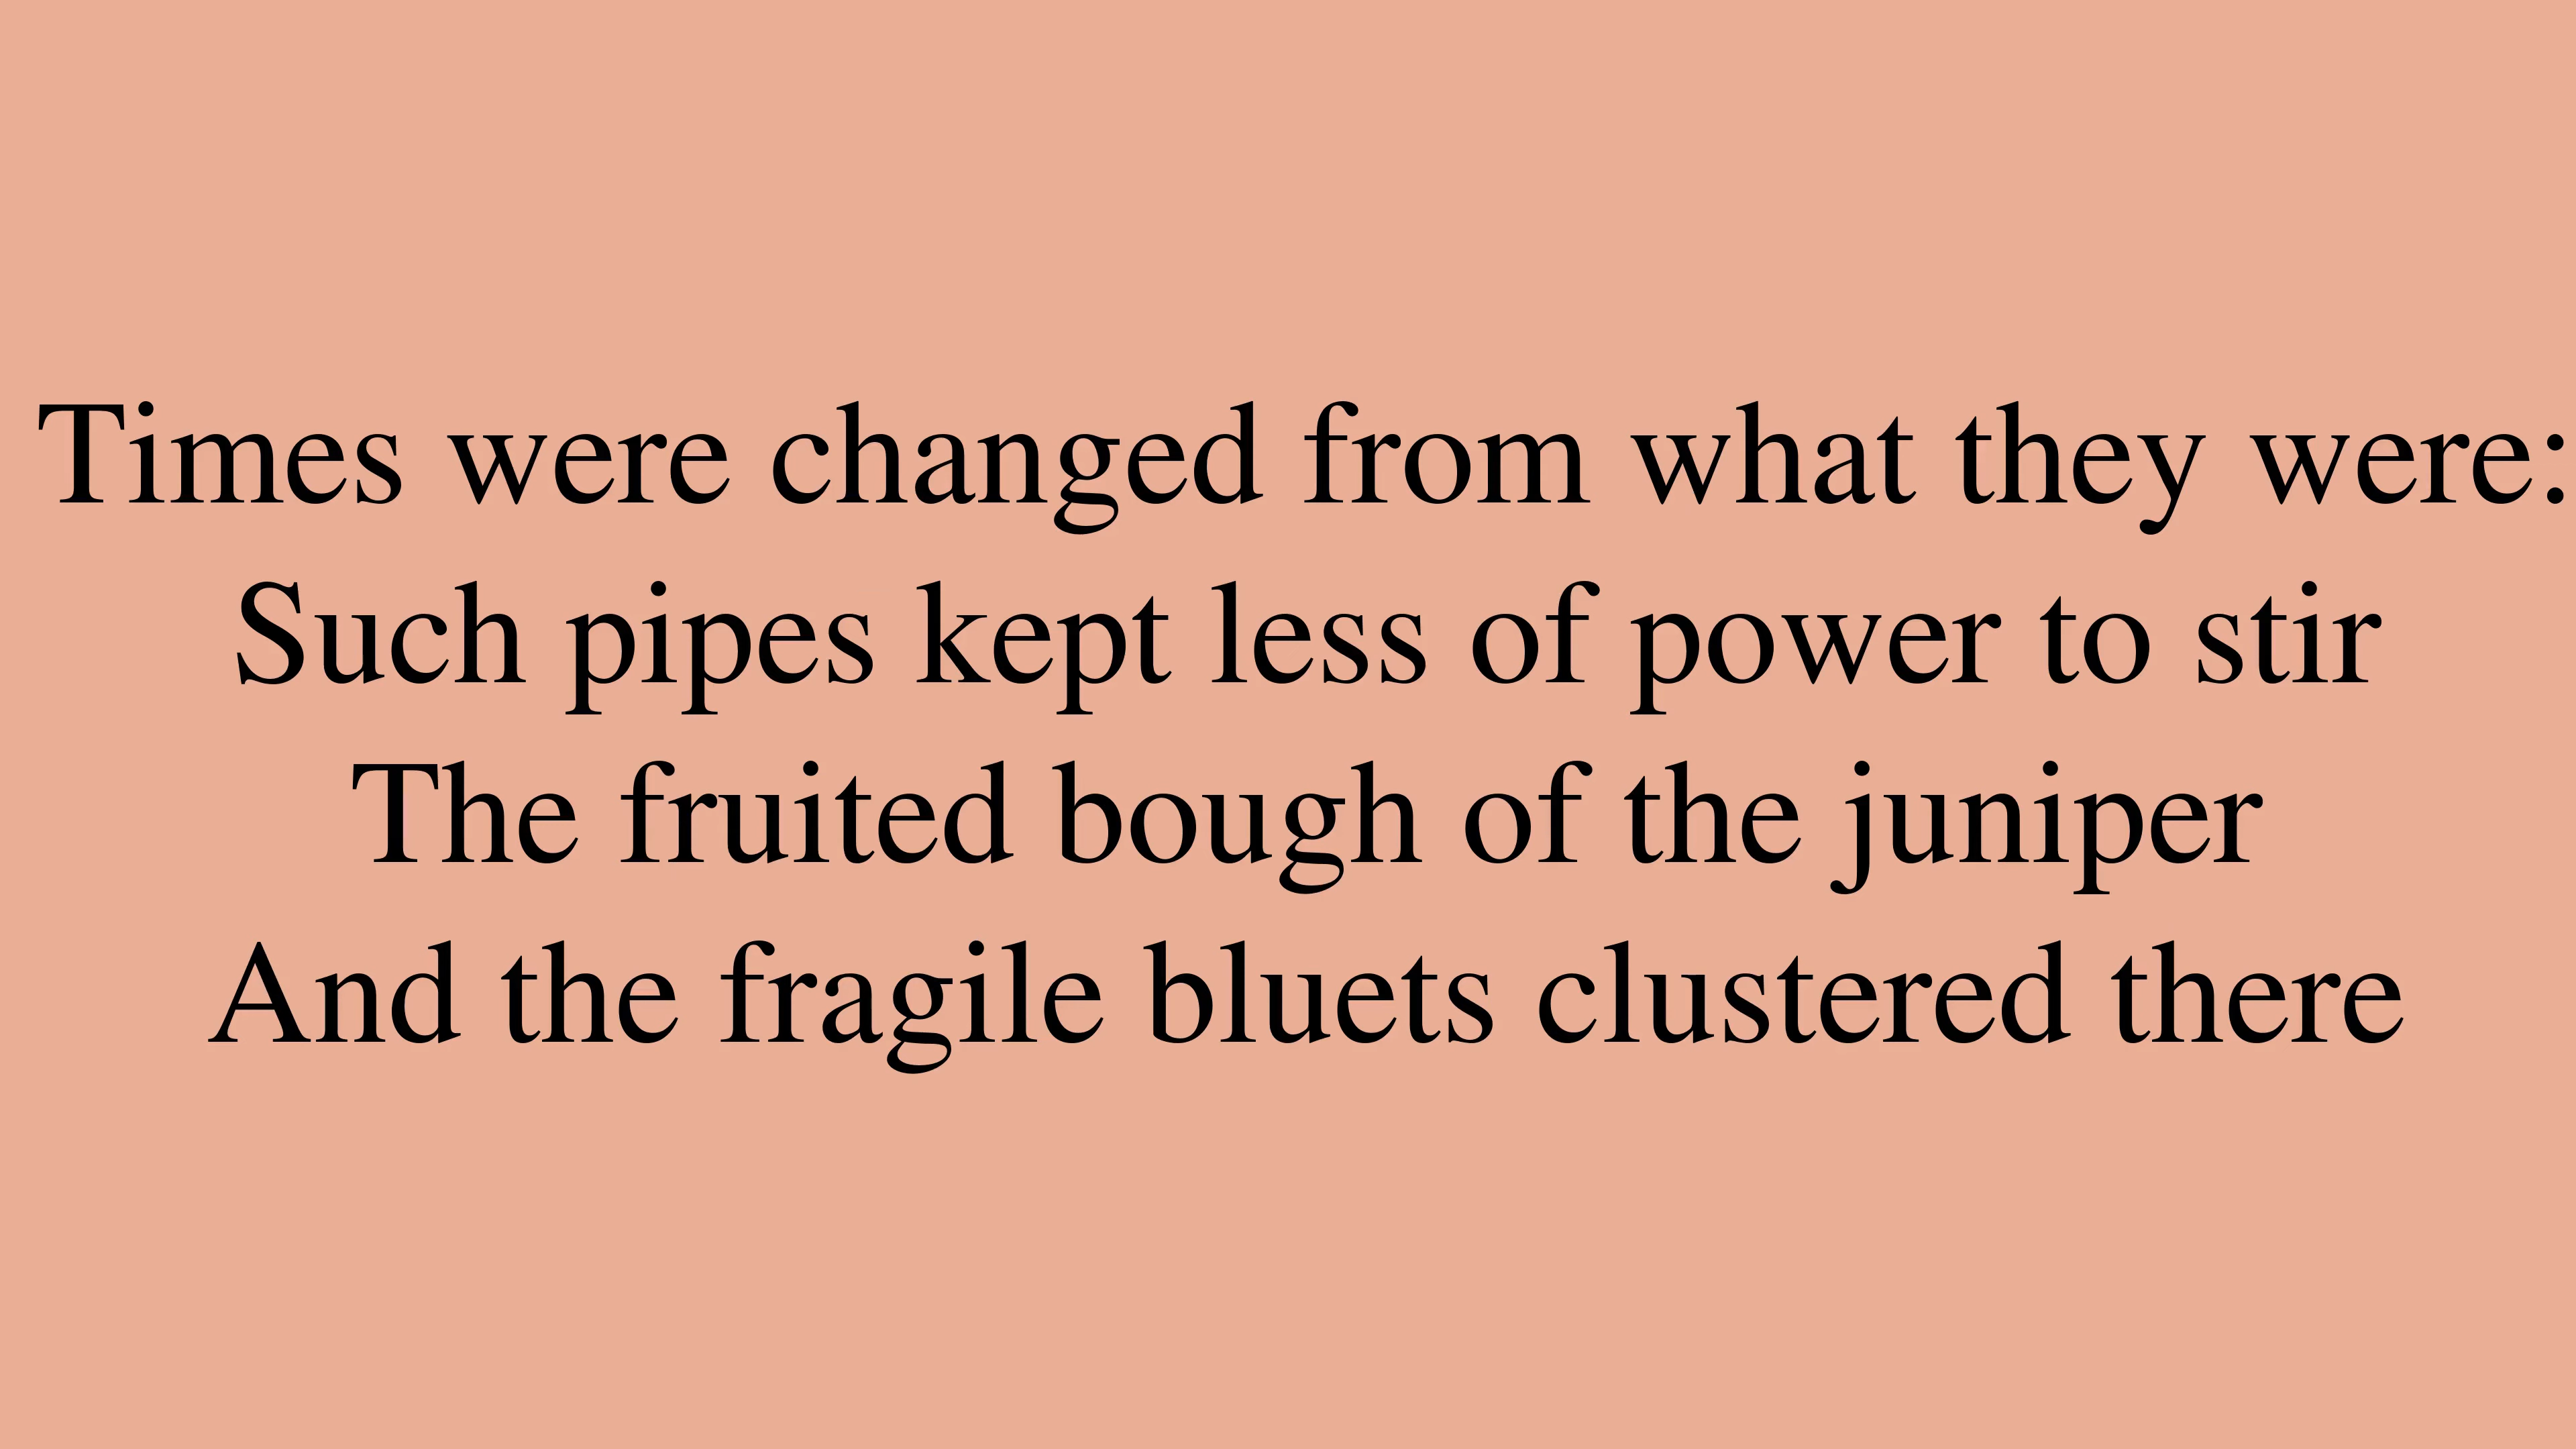 Times were changed from what they were:
Such pipes kept less of power to stir
The fruited bough of the juniper
And the fragile bluets clustered there